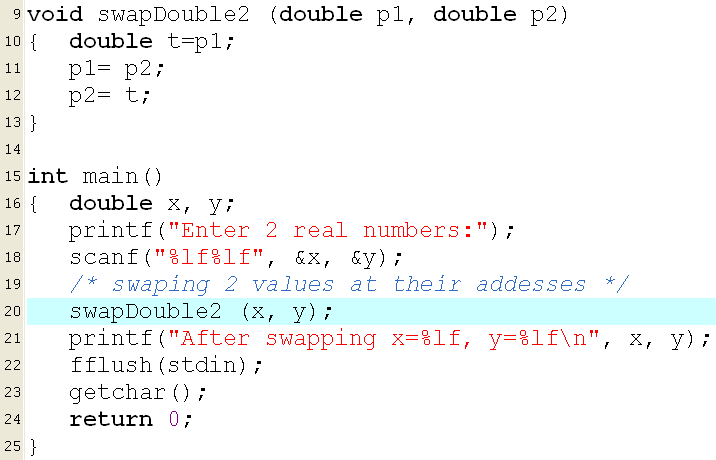 9 void swapDouble2 (double p1, double p2)
10 {  double t=p1;
11    p1= p2;
12    p2= t;
13 }
14
15 int main()
16 {  double x, y;
17    printf("Enter 2 real numbers:");
18    scanf("%lf%lf", &x, &y);
19    /* swaping 2 values at their addesses */
20    swapDouble2 (x, y);
21    printf("After swapping x=%lf, y=%lf\n", x, y);
22    fflush(stdin);
23    getchar();
24    return 0;
25 }